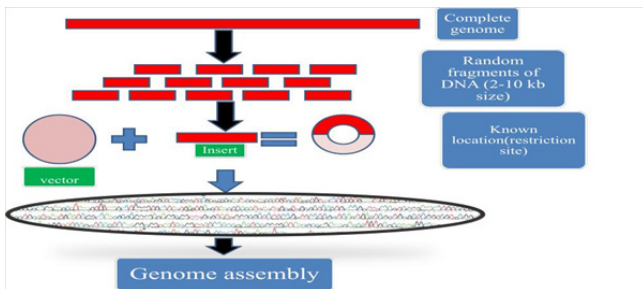 Complete
genome
Random
fragments of
DNA (2-10 kb
size)
Known
location(restriction
site)
Insert
vector
Genome assembly